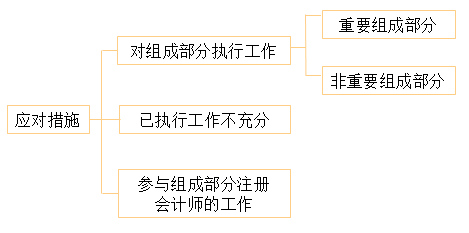 重要组成部分
对组成部分执行工作
非重要组成部分
应对措施
已执行工作不充分
参与组成部分注册
会计师的工作